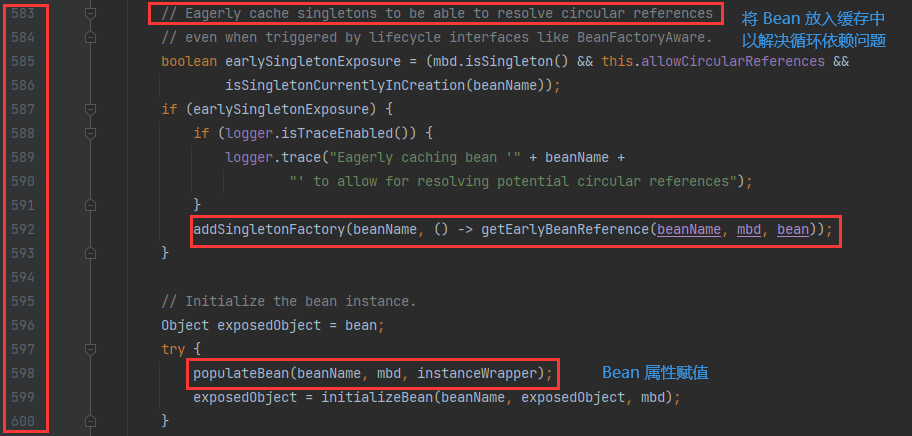 583 // Eagerly cache singletons to be able to resolve circular references 将 Bean 放入缓存中
584 // even when triggered by lifecycle interfaces like BeanFactoryAware. 以解决循环依赖问题
585 boolean earlySingletonExposure = (mbd.isSingleton() && this.allowCircularReferences &&
586 isSingletonCurrentlyInCreation(beanName));
587 if (earlySingletonExposure) {
588 if (logger.isTraceEnabled()) {
589 logger.trace("Eagerly caching bean '" + beanName +
590 "' to allow for resolving potential circular references");
591 }
592 addSingletonFactory(beanName, () -> getEarlyBeanReference(beanName, mbd, bean));
593 }
594
595 // Initialize the bean instance.
596 Object exposedObject = bean;
597 try {
598 populateBean(beanName, mbd, instanceWrapper); Bean 属性赋值
599 exposedObject = initializeBean(beanName, exposedObject, mbd);
600 }